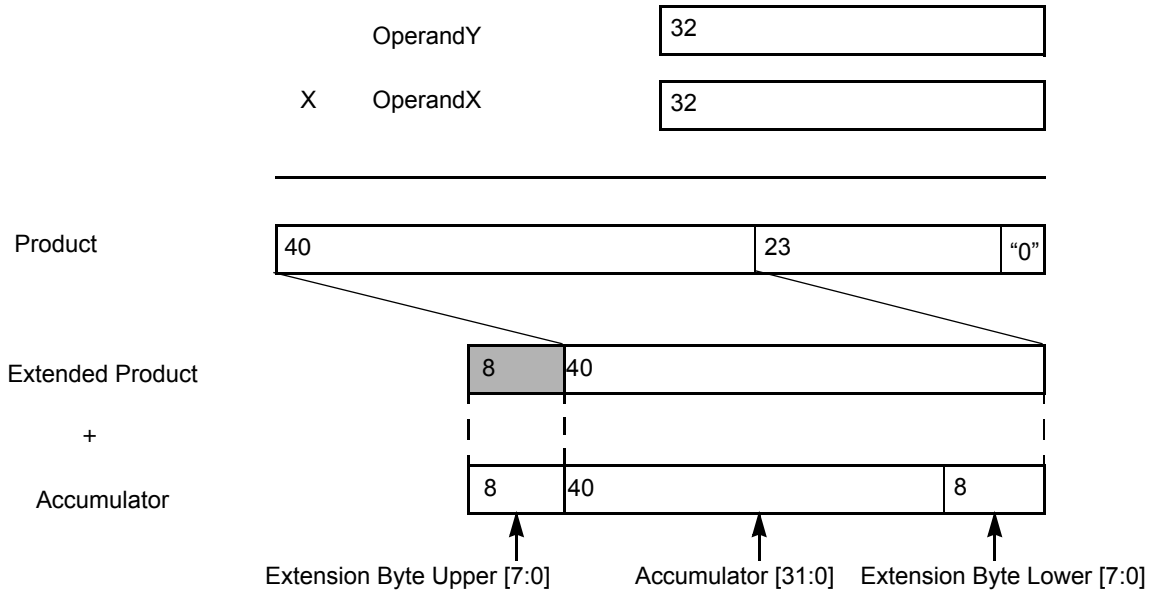 OperandY 32
X OperandX 32
Product 40 23 “0”
Extended Product 8 40
+
Accumulator 8 40 8
Extension Byte Upper [7:0] Accumulator [31:0] Extension Byte Lower [7:0]